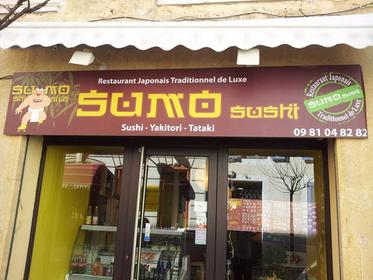 SUMO
Restaurant Japonais Traditionnel de Luxe
SUMO SUSHI
Sushi - Yakitori - Tataki
Restaurant Japonais
SUMO
Traditionnel de Luxe
09 81 04 82 82